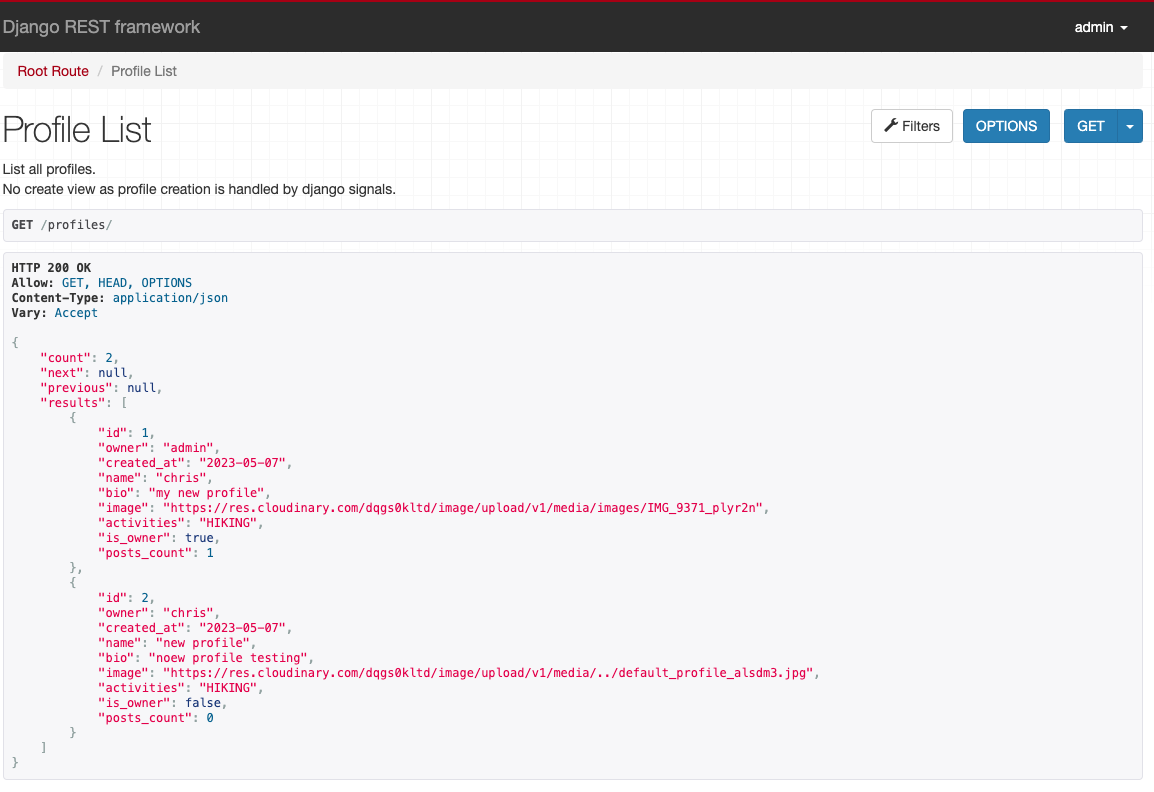 Django REST framework
admin
Root Route / Profile List
Profile List
Filters
OPTIONS
GET
List all profiles.
No create view as profile creation is handled by django signals.
GET /profiles/
HTTP 200 OK
Allow: GET, HEAD, OPTIONS
Content-Type: application/json
Vary: Accept
{
    "count": 2,
    "next": null,
    "previous": null,
    "results": [
        {
            "id": 1,
            "owner": "admin",
            "created_at": "2023-05-07",
            "name": "chris",
            "bio": "my new profile",
            "image": "https://res.cloudinary.com/dqgs0kltd/image/upload/v1/media/images/IMG_9371_plyr2n",
            "activities": "HIKING",
            "is_owner": true,
            "posts_count": 1
        },
        {
            "id": 2,
            "owner": "chris",
            "created_at": "2023-05-07",
            "name": "new profile",
            "bio": "noew profile testing",
            "image": "https://res.cloudinary.com/dqgs0kltd/image/upload/v1/media/../default_profile_alsdm3.jpg",
            "activities": "HIKING",
            "is_owner": false,
            "posts_count": 0
        }
    ]
}